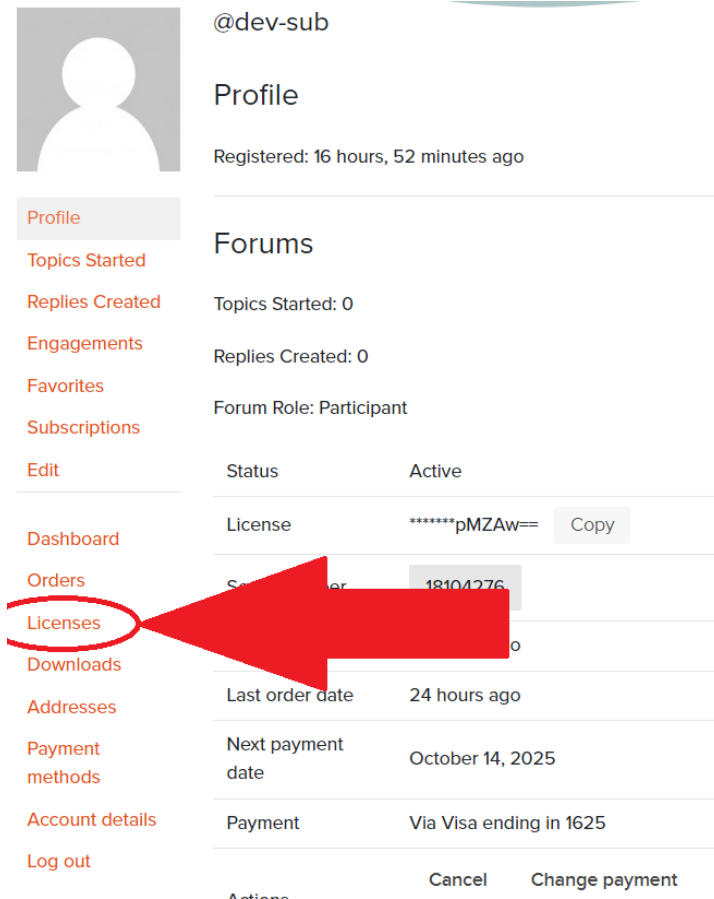 @dev-sub
Profile
Registered: 16 hours, 52 minutes ago
Profile
Topics Started
Replies Created
Engagements
Favorites
Subscriptions
Edit
Dashboard
Orders
Licenses
Downloads
Addresses
Payment
methods
Account details
Log out
Forums
Topics Started: 0
Replies Created: 0
Forum Role: Participant
Status Active
License *******pMZAw== Copy
18104276
Last order date 24 hours ago
Next payment
date October 14, 2025
Payment Via Visa ending in 1625
Actions Cancel Change payment